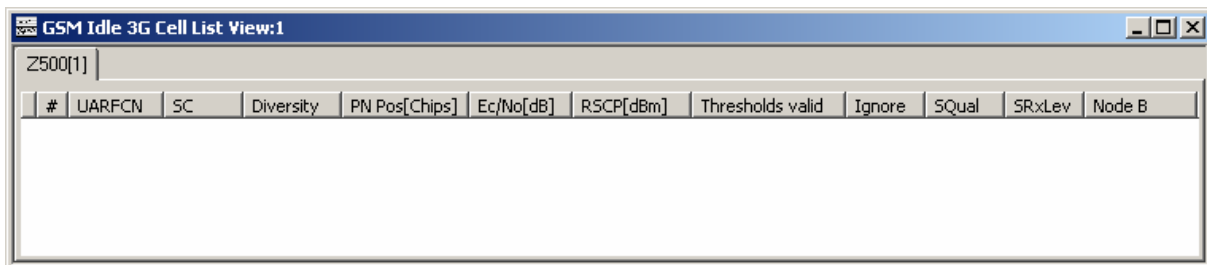 GSM Idle 3G Cell List View:1
Z500[1]
# UARFCN SC Diversity PN Pos[Chips] Ec/No[dB] RSCP[dBm] Thresholds valid Ignore SQual SRxLev Node B